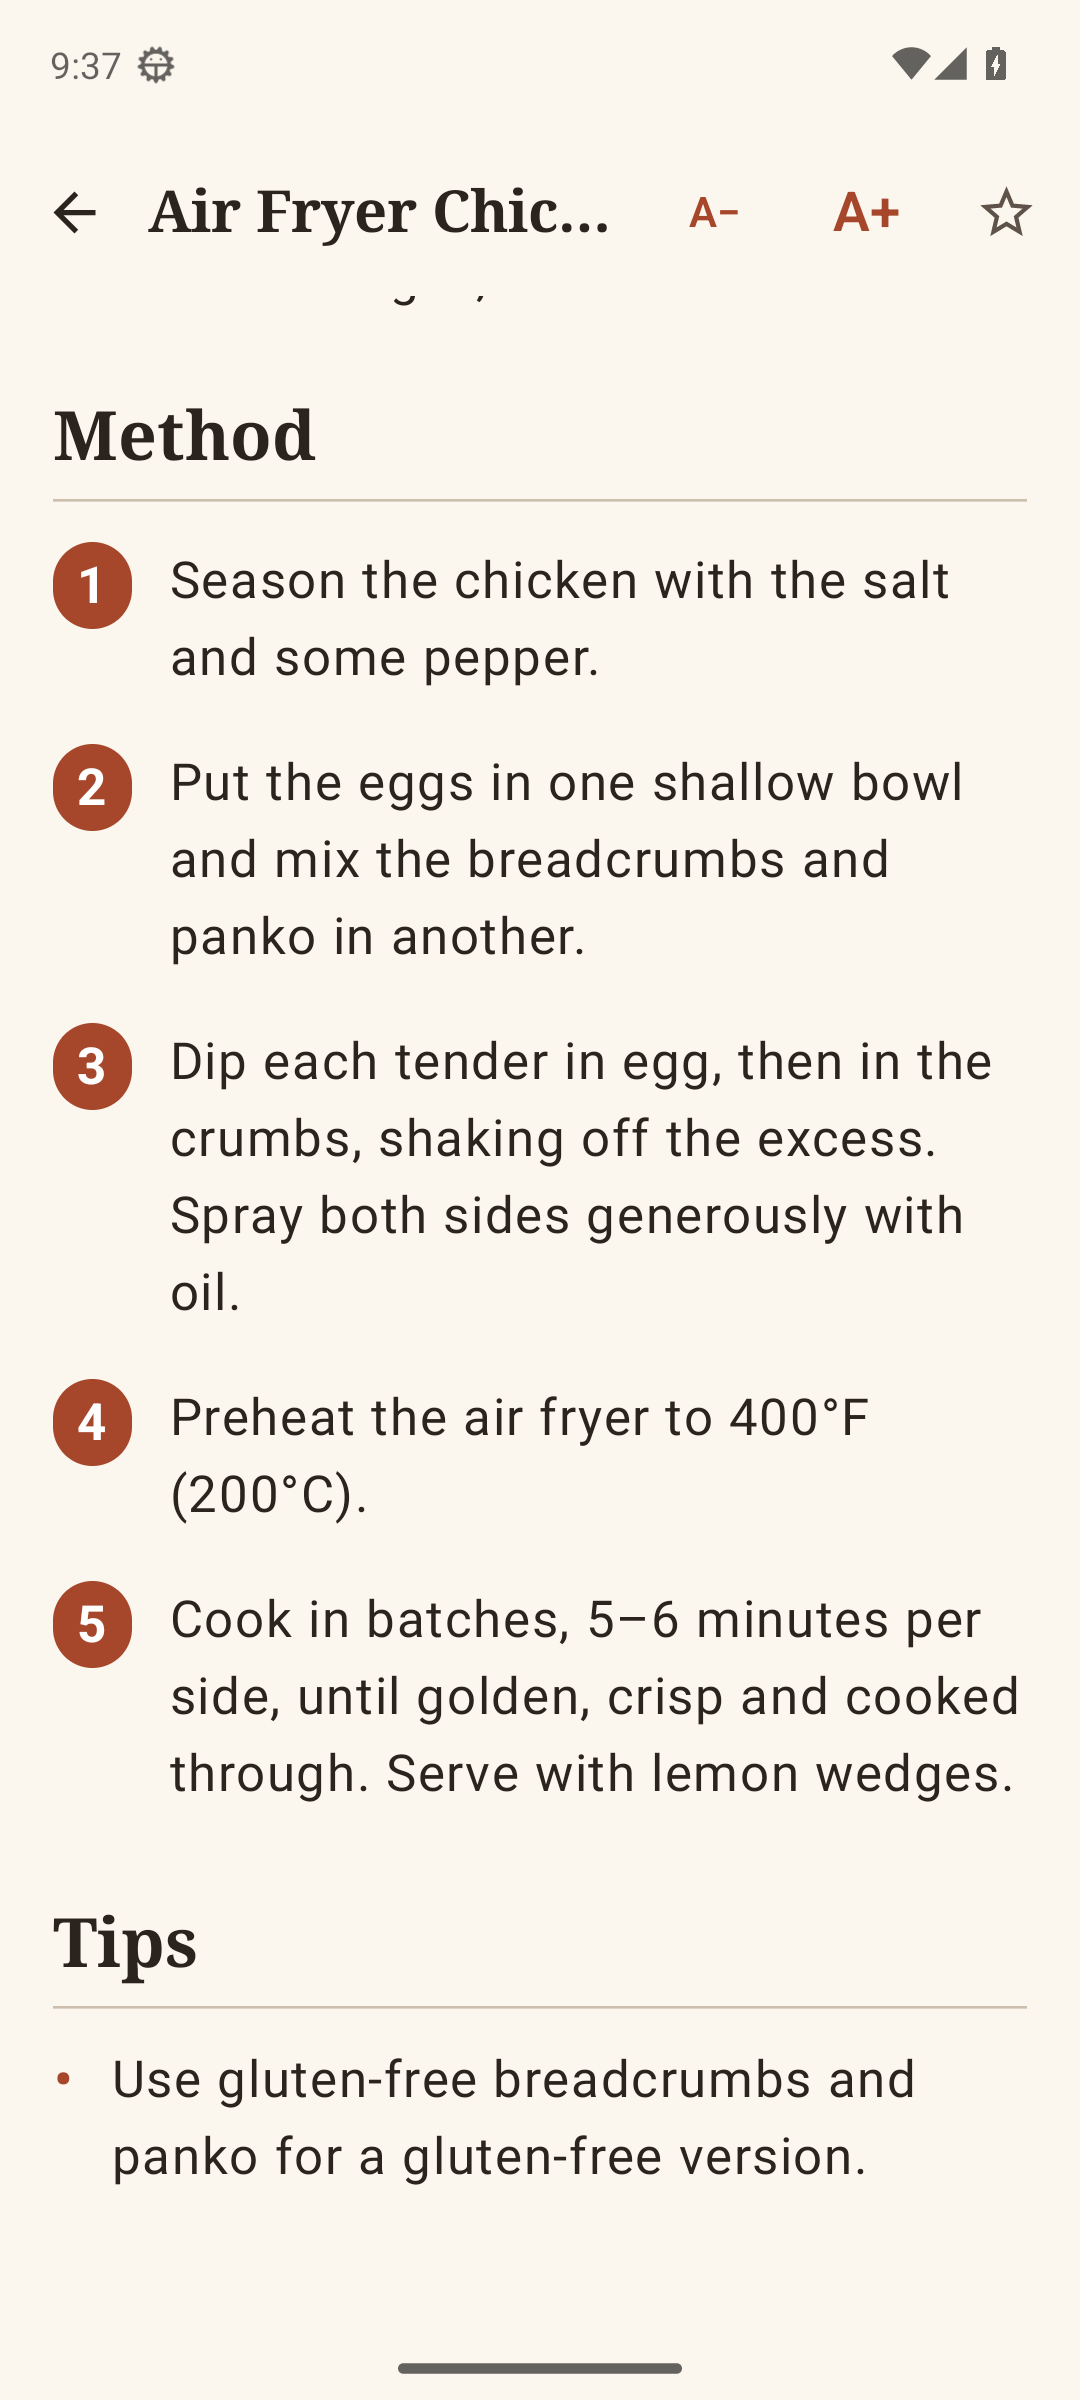 9:37
Air Fryer Chic...
A-
A+
Method
1 Season the chicken with the salt
and some pepper.
2 Put the eggs in one shallow bowl
and mix the breadcrumbs and
panko in another.
3 Dip each tender in egg, then in the
crumbs, shaking off the excess.
Spray both sides generously with
oil.
4 Preheat the air fryer to 400°F
(200°C).
5 Cook in batches, 5–6 minutes per
side, until golden, crisp and cooked
through. Serve with lemon wedges.
Tips
• Use gluten-free breadcrumbs and
panko for a gluten-free version.